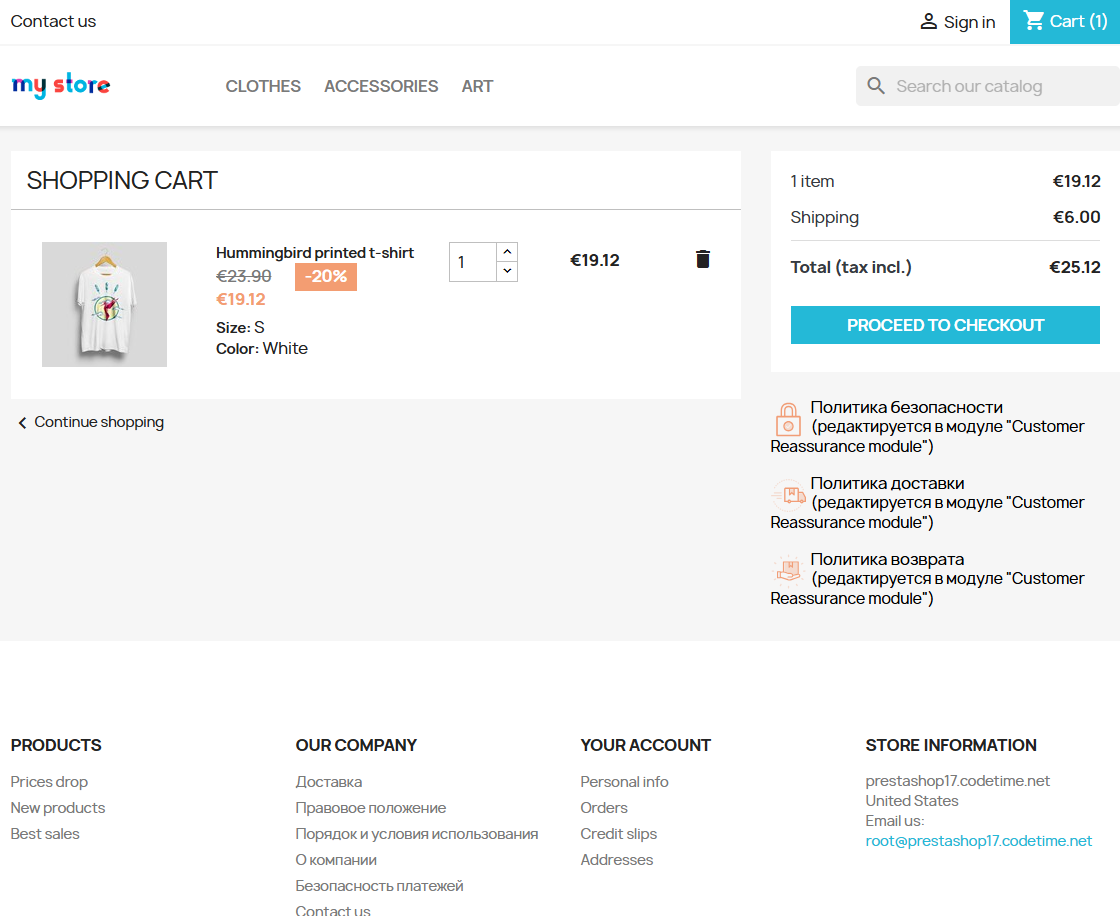 Contact us
Sign in
Cart (1)
my store
CLOTHES
ACCESSORIES
ART
Search our catalog
SHOPPING CART
Hummingbird printed t-shirt
€23.90 -20%
€19.12
Size: S
Color: White
1
€19.12
Continue shopping
1 item €19.12
Shipping €6.00
Total (tax incl.) €25.12
PROCEED TO CHECKOUT
Политика безопасности
(редактируется в модуле "Customer
Reassurance module")
Политика доставки
(редактируется в модуле "Customer
Reassurance module")
Политика возврата
(редактируется в модуле "Customer
Reassurance module")
PRODUCTS
Prices drop
New products
Best sales
OUR COMPANY
Доставка
Правовое положение
Порядок и условия использования
О компании
Безопасность платежей
Contact us
YOUR ACCOUNT
Personal info
Orders
Credit slips
Addresses
STORE INFORMATION
prestashop17.codetime.net
United States
Email us:
root@prestashop17.codetime.net